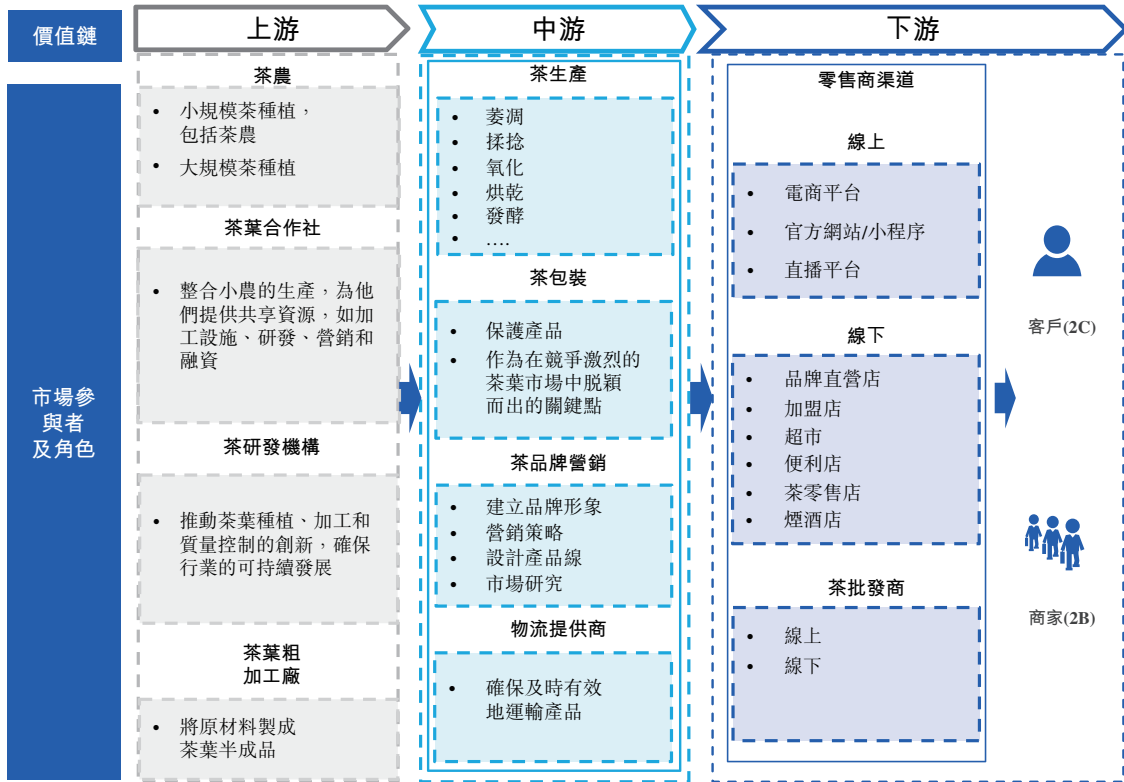 價值鏈
上游
中游
下游
市場參
與者
及角色
茶農
• 小規模茶種植，
包括茶農
• 大規模茶種植
茶葉合作社
• 整合小農的生產，為他
們提供共享資源，如加
工設施、研發、營銷和
融資
茶研發機構
• 推動茶葉種植、加工和
質量控制的創新，確保
行業的可持續發展
茶葉粗
加工廠
• 將原材料製成
茶葉半成品
茶生產
• 萎凋
• 揉捻
• 氧化
• 烘乾
• 發酵
• ....
茶包裝
• 保護產品
• 作為在競爭激烈的
茶葉市場中脱穎
而出的關鍵點
茶品牌營銷
• 建立品牌形象
• 營銷策略
• 設計產品線
• 市場研究
物流提供商
• 確保及時有效
地運輸產品
零售商渠道
線上
• 電商平台
• 官方網站/小程序
• 直播平台
線下
• 品牌直營店
• 加盟店
• 超市
• 便利店
• 茶零售店
• 煙酒店
茶批發商
• 線上
• 線下
客戶(2C)
商家(2B)